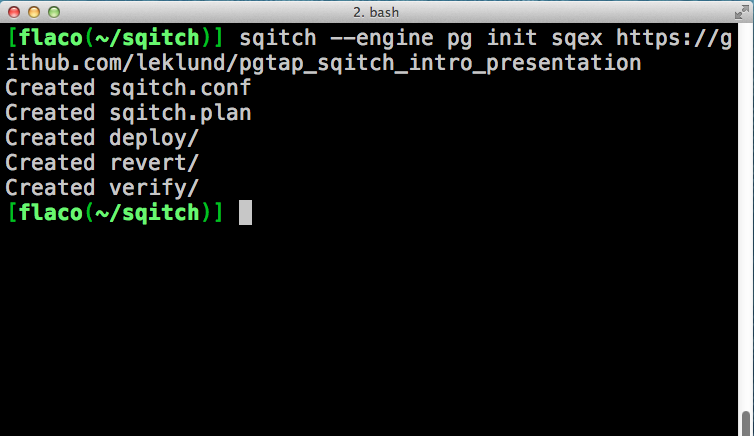 2. bash
[flaco(~/sqitch)] sqitch --engine pg init sqex https://g
ithub.com/leklund/pgtap_sqitch_intro_presentation
Created sqitch.conf
Created sqitch.plan
Created deploy/
Created revert/
Created verify/
[flaco(~/sqitch)]